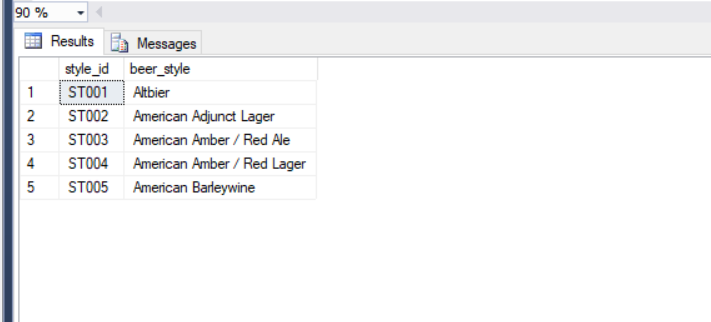 90 %
Results Messages
style_id beer_style
1 ST001 Altbier
2 ST002 American Adjunct Lager
3 ST003 American Amber / Red Ale
4 ST004 American Amber / Red Lager
5 ST005 American Barleywine